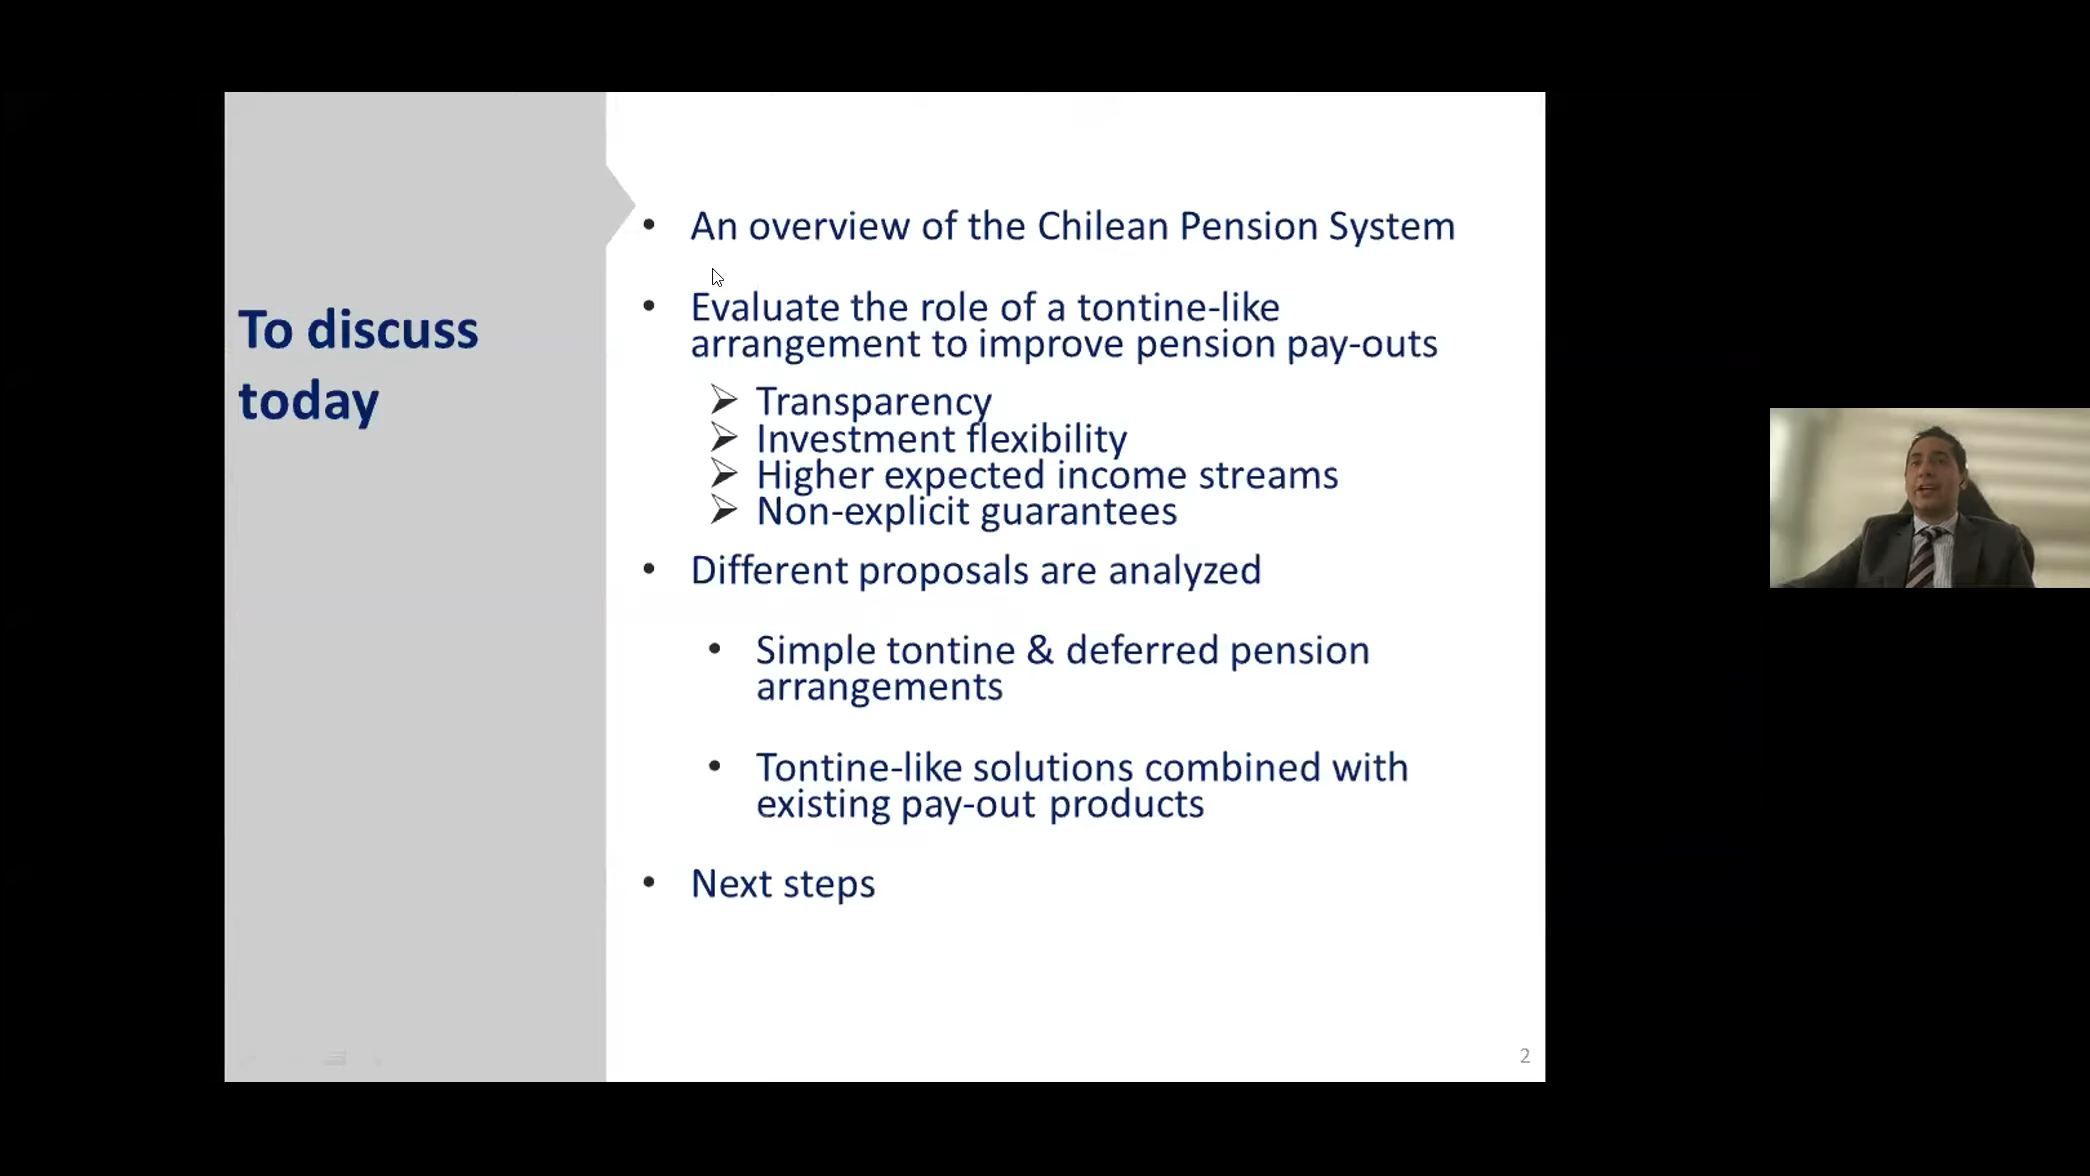 To discuss
today
• An overview of the Chilean Pension System
• Evaluate the role of a tontine-like
arrangement to improve pension pay-outs
➢ Transparency
➢ Investment flexibility
➢ Higher expected income streams
➢ Non-explicit guarantees
• Different proposals are analyzed
• Simple tontine & deferred pension
arrangements
• Tontine-like solutions combined with
existing pay-out products
• Next steps
2